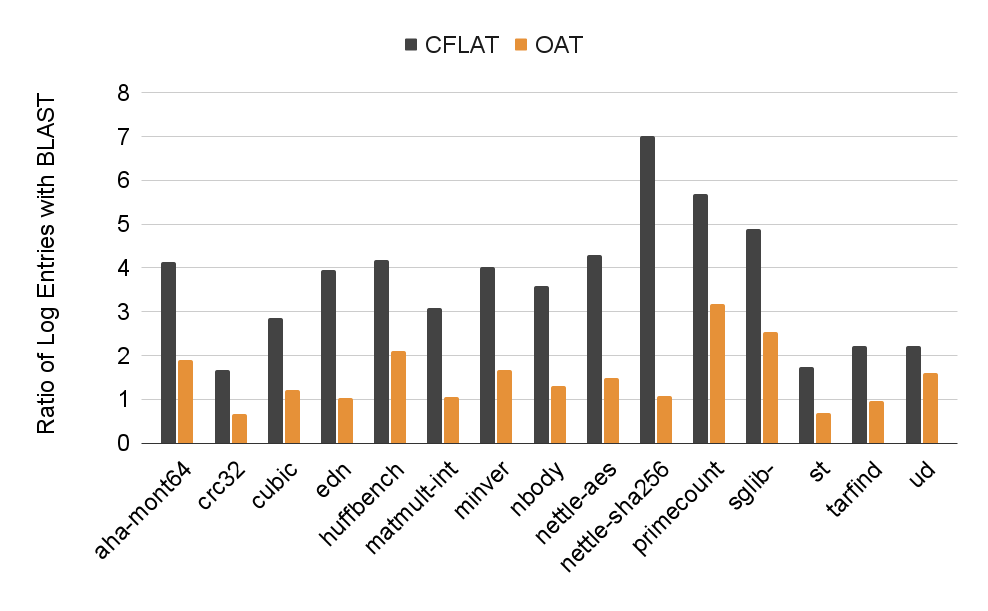 CFLAT OAT
Ratio of Log Entries with BLAST
8
7
6
5
4
3
2
1
0
aha-mont64
crc32
cubic
edn
huffbench
matmult-int
minver
nbody
nettle-aes
nettle-sha256
primecount
sglib-
st
tarfind
ud